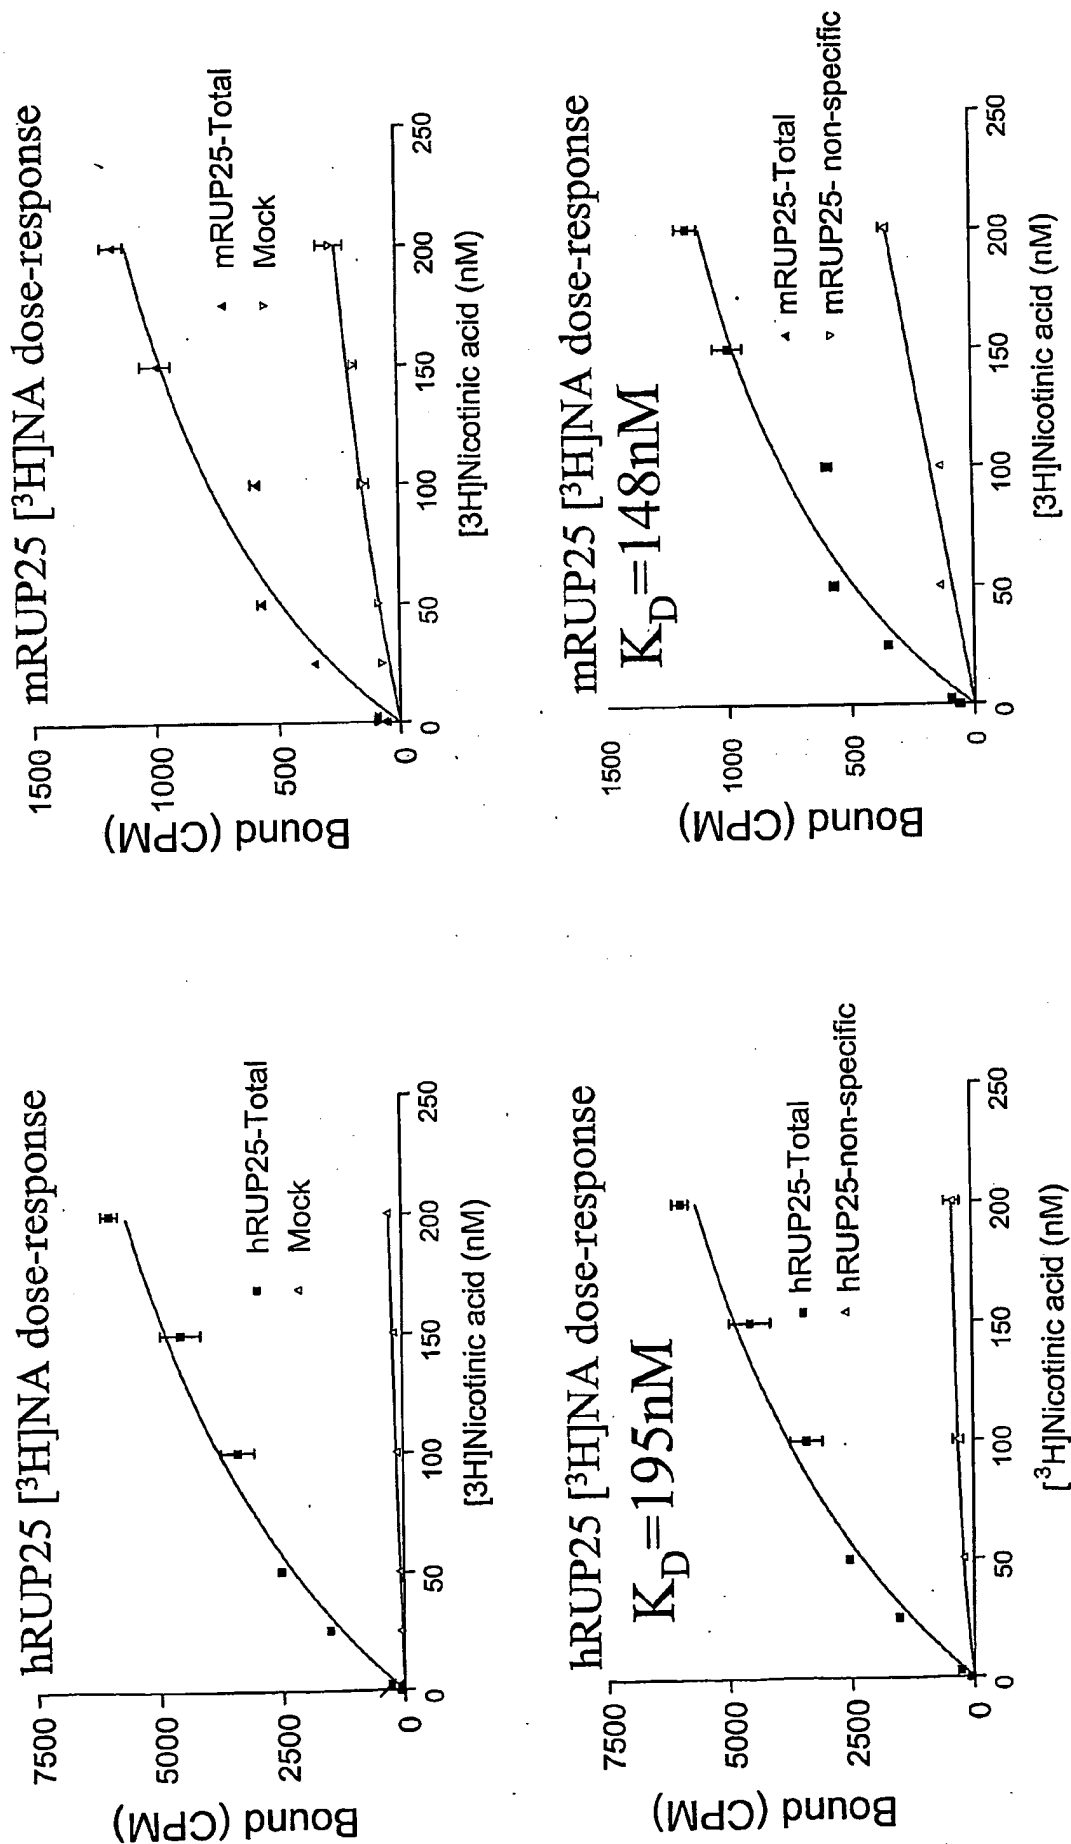 hRUP25 [³H]NA dose-response
7500
5000
2500
0
Bound (CPM)
0
50
100
150
200
250
[3H]Nicotinic acid (nM)
hRUP25-Total
Mock
mRUP25 [³H]NA dose-response
1500
1000
500
0
Bound (CPM)
0
50
100
150
200
250
[3H]Nicotinic acid (nM)
mRUP25-Total
Mock
hRUP25 [³H]NA dose-response
K_D=195nM
7500
5000
2500
0
Bound (CPM)
0
50
100
150
200
250
[³H]Nicotinic acid (nM)
hRUP25-Total
hRUP25-non-specific
mRUP25 [³H]NA dose-response
K_D=148nM
1500
1000
500
0
Bound (CPM)
0
50
100
150
200
250
[3H]Nicotinic acid (nM)
mRUP25-Total
mRUP25- non-specific